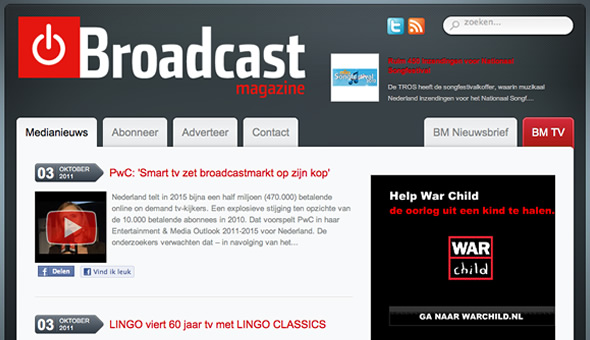 Broadcast
magazine
zoeken...
Ruim 455 inzendingen voor Nationaal
Songfestival
De TROS heeft de songfestivalkoffer, waarin muzikaal
Nederland inzendingen voor het Nationaal Songf....
Medianieuws
Abonneer
Adverteer
Contact
BM Nieuwsbrief
BM TV
03 OKTOBER
2011
PwC: 'Smart tv zet broadcastmarkt op zijn kop'
Nederland telt in 2015 bijna een half miljoen (470.000) betalende
online on demand tv-kijkers. Een explosieve stijging ten opzichte van
de 10.000 betalende abonnees in 2010. Dat voorspelt PwC in haar
Entertainment & Media Outlook 2011-2015 voor Nederland. De
onderzoekers verwachten dat – in navolging van het...
Delen
Vind ik leuk
Help War Child
de oorlog uit een kind te halen.
WAR
child
GA NAAR WARCHILD.NL
03 OKTOBER
2011
LINGO viert 60 jaar tv met LINGO CLASSICS